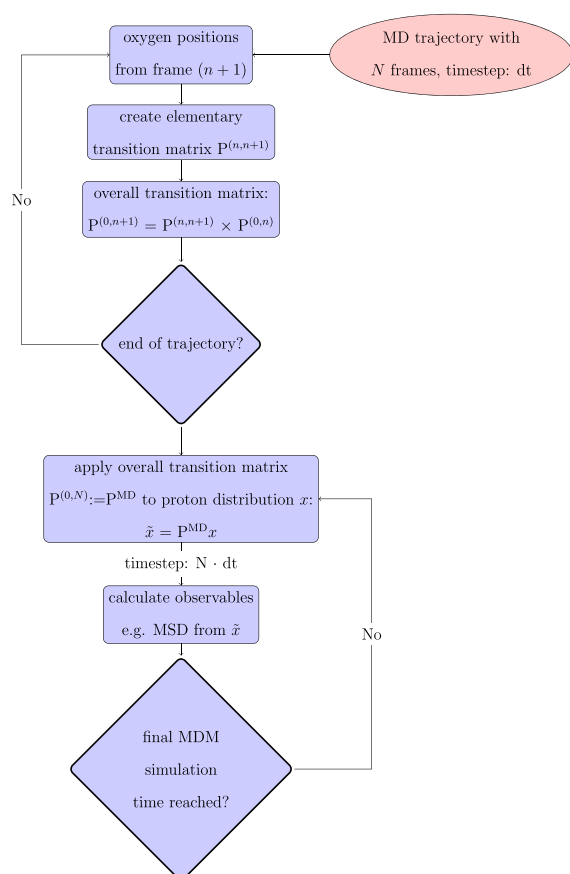 oxygen positions
from frame (n + 1)
MD trajectory with
N frames, timestep: dt
create elementary
transition matrix P^(n,n+1)
overall transition matrix:
P^(0,n+1) = P^(n,n+1) × P^(0,n)
No
end of trajectory?
apply overall transition matrix
P^(0,N):=P^MD to proton distribution x:
x̃ = P^MD x
timestep: N · dt
calculate observables
e.g. MSD from x̃
No
final MDM
simulation
time reached?